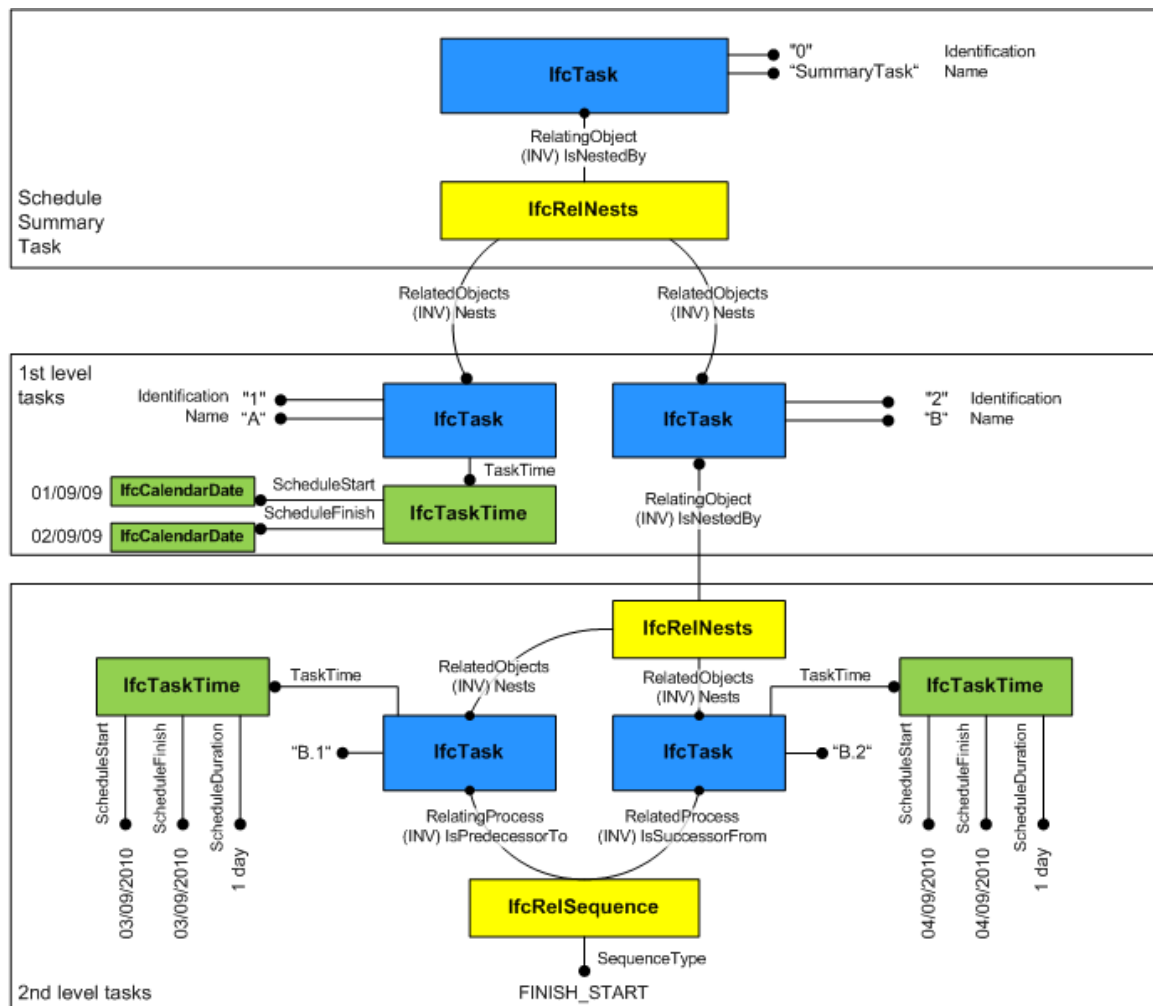 IfcTask
"0" Identification
“SummaryTask“ Name
RelatingObject
(INV) IsNestedBy
Schedule
Summary
Task
IfcRelNests
RelatedObjects
(INV) Nests
RelatedObjects
(INV) Nests
1st level
tasks
Identification "1"
Name “A”
IfcTask
IfcTask
"2" Identification
“B“ Name
TaskTime
01/09/09 IfcCalendarDate ScheduleStart
02/09/09 IfcCalendarDate ScheduleFinish
IfcTaskTime
RelatingObject
(INV) IsNestedBy
IfcRelNests
RelatedObjects
(INV) Nests
RelatedObjects
(INV) Nests
IfcTaskTime
TaskTime
TaskTime
IfcTaskTime
“B.1”
IfcTask
IfcTask
“B.2“
ScheduleStart
ScheduleFinish
ScheduleDuration
03/09/2010
03/09/2010
1 day
RelatingProcess
(INV) IsPredecessorTo
RelatedProcess
(INV) IsSuccessorFrom
ScheduleStart
ScheduleFinish
ScheduleDuration
04/09/2010
04/09/2010
1 day
IfcRelSequence
SequenceType
FINISH_START
2nd level tasks